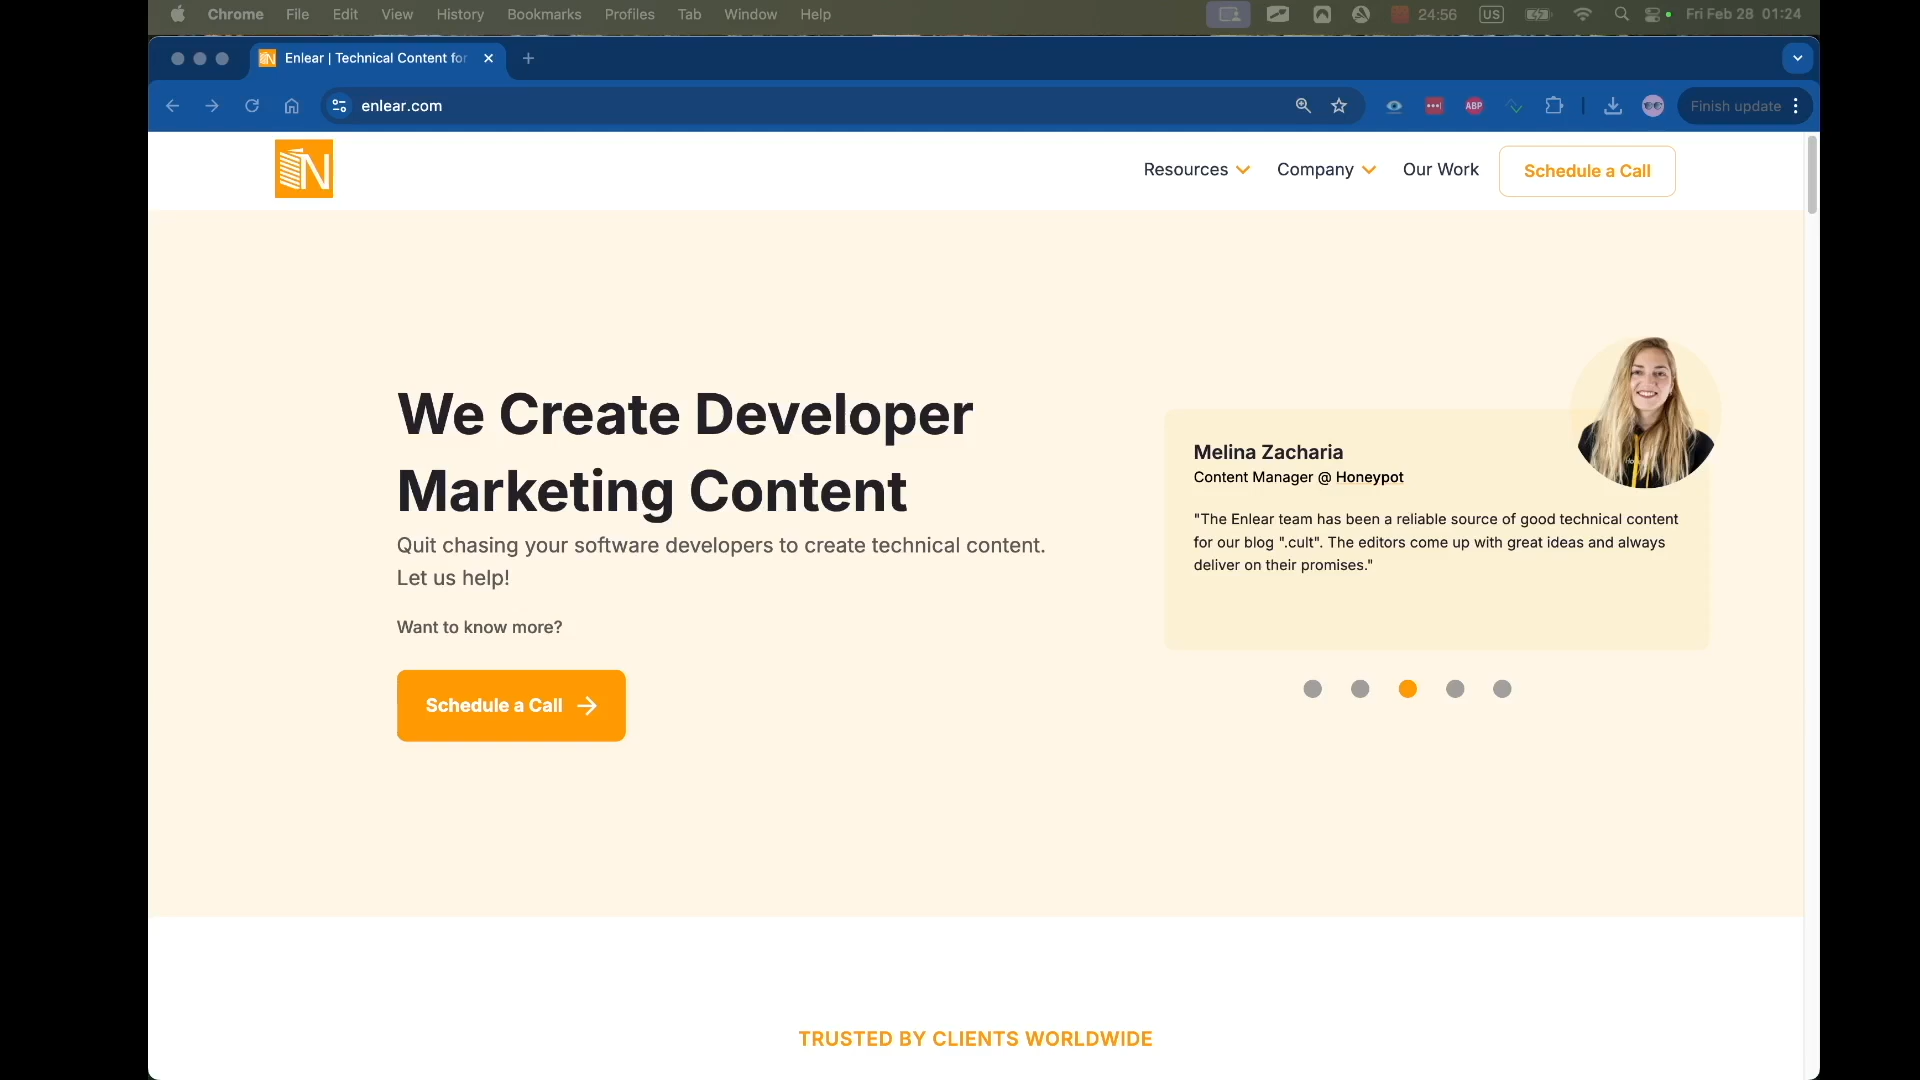 Chrome File Edit View History Bookmarks Profiles Tab Window Help 24:56 US Fri Feb 28 01:24
Enlear | Technical Content for
enlear.com ABP Finish update
N Resources Company Our Work Schedule a Call
We Create Developer
Marketing Content
Quit chasing your software developers to create technical content.
Let us help!
Want to know more?
Schedule a Call
Melina Zacharia
Content Manager @ Honeypot
"The Enlear team has been a reliable source of good technical content
for our blog ".cult". The editors come up with great ideas and always
deliver on their promises."
TRUSTED BY CLIENTS WORLDWIDE